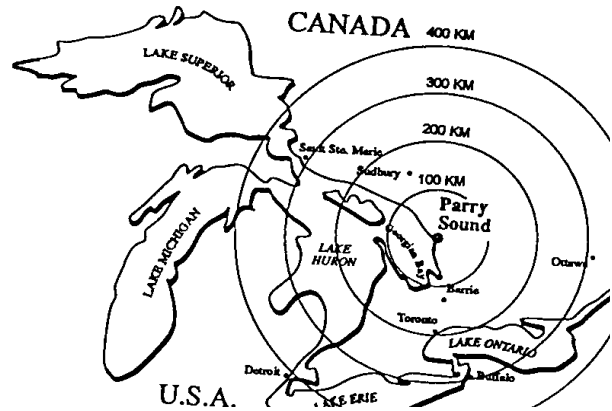 CANADA
400 KM
LAKE SUPERIOR
300 KM
200 KM
Sault Ste. Marie
Sudbury
100 KM
Parry
Sound
LAKE MICHIGAN
Georgian Bay
LAKE
HURON
Ottawa
Barrie
Toronto
LAKE ONTARIO
Detroit
Buffalo
U.S.A.
LAKE ERIE